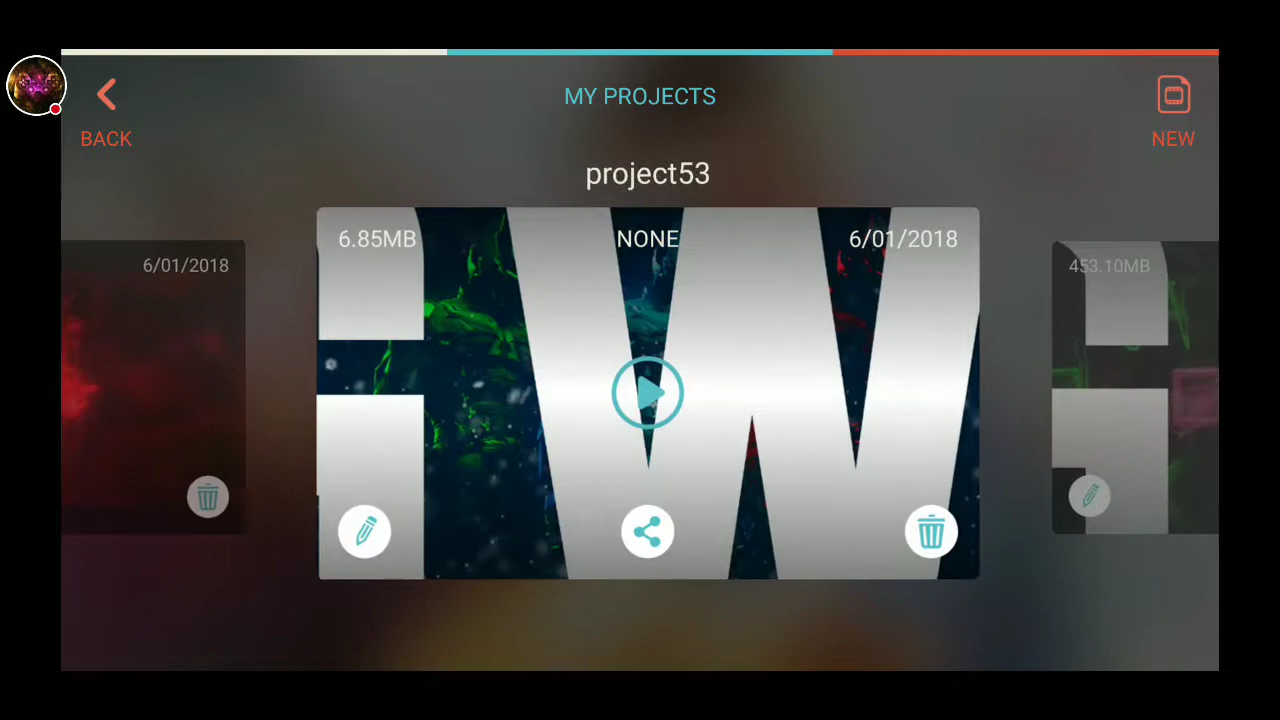 MY PROJECTS
BACK
NEW
project53
6.85MB
NONE
6/01/2018
6/01/2018
453.10MB